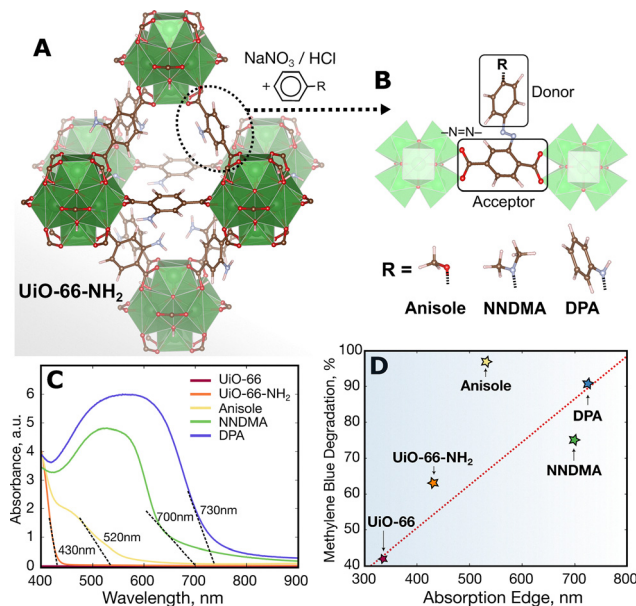 A
NaNO₃ / HCl
+ R
B
R
Donor
–N=N–
Acceptor
UiO-66-NH₂
R =
Anisole NNDMA DPA
C
Absorbance, a.u.
6
5
4
3
2
1
0
UiO-66
UiO-66-NH₂
Anisole
NNDMA
DPA
430nm
520nm
700nm
730nm
400 500 600 700 800 900
Wavelength, nm
D
Methylene Blue Degradation, %
100
90
80
70
60
50
40
Anisole
DPA
NNDMA
UiO-66-NH₂
UiO-66
300 400 500 600 700 800
Absorption Edge, nm